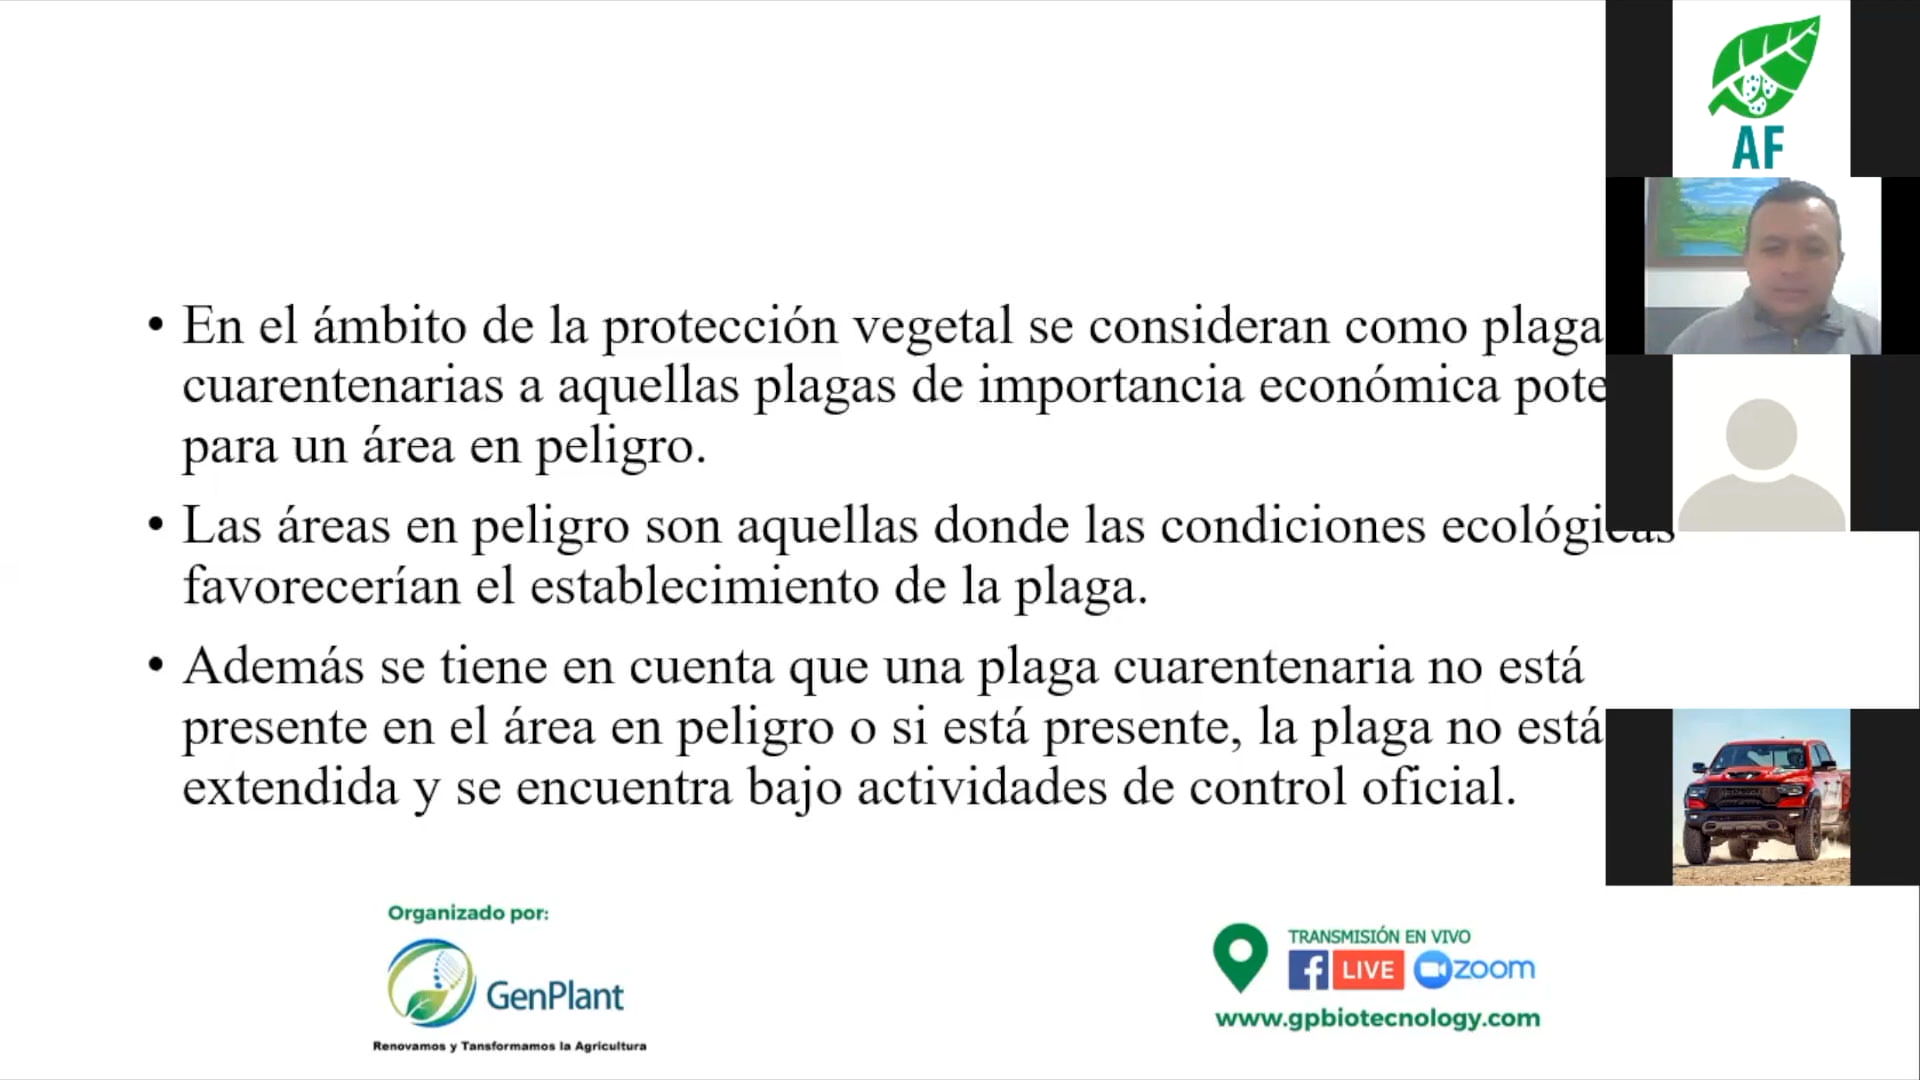 • En el ámbito de la protección vegetal se consideran como plaga
cuarentenarias a aquellas plagas de importancia económica pote
para un área en peligro.
• Las áreas en peligro son aquellas donde las condiciones ecológicas
favorecerían el establecimiento de la plaga.
• Además se tiene en cuenta que una plaga cuarentenaria no está
presente en el área en peligro o si está presente, la plaga no está
extendida y se encuentra bajo actividades de control oficial.
AF
Organizado por:
GenPlant
Renovamos y Tansformamos la Agricultura
TRANSMISIÓN EN VIVO
f LIVE zoom
www.gpbiotecnology.com